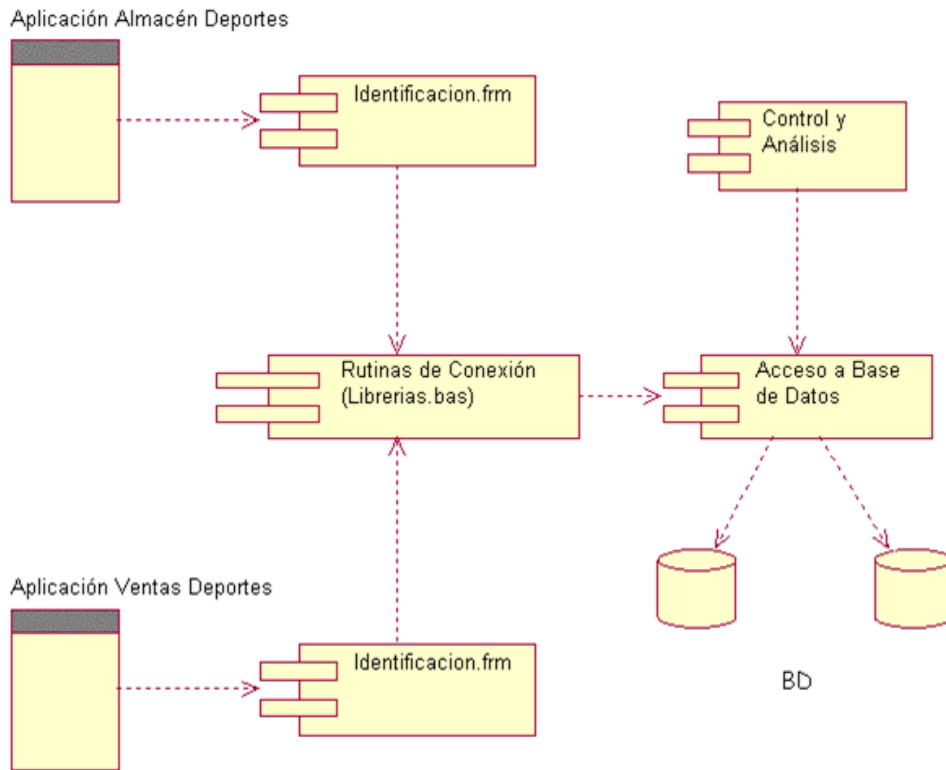 Aplicación Almacén Deportes
Identificacion.frm
Control y
Análisis
Rutinas de Conexión
(Librerias.bas)
Acceso a Base
de Datos
Aplicación Ventas Deportes
Identificacion.frm
BD